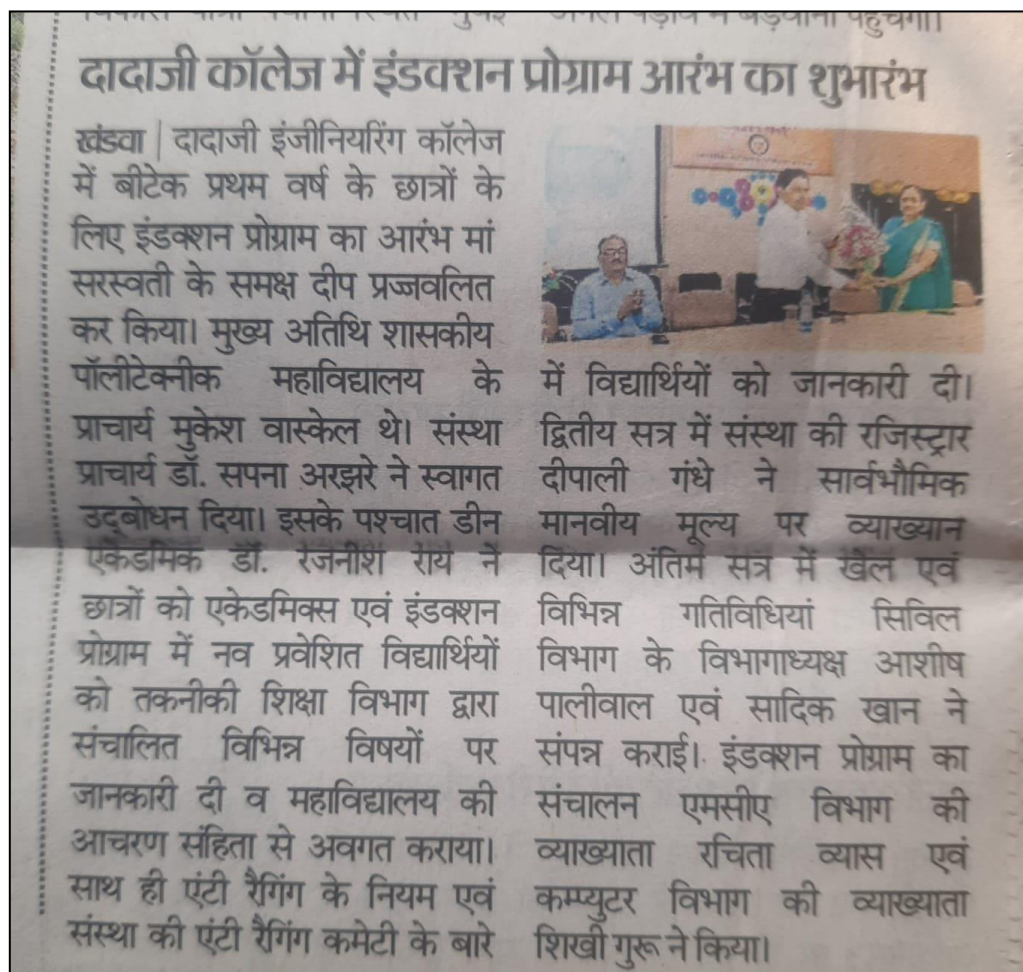 दादाजी कॉलेज में इंडक्शन प्रोग्राम आरंभ का शुभारंभ
खंडवा | दादाजी इंजीनियरिंग कॉलेज
में बीटेक प्रथम वर्ष के छात्रों के
लिए इंडक्शन प्रोग्राम का आरंभ मां
सरस्वती के समक्ष दीप प्रज्जवलित
कर किया। मुख्य अतिथि शासकीय
पॉलीटेक्नीक महाविद्यालय के
प्राचार्य मुकेश वास्केल थे। संस्था
प्राचार्य डॉ. सपना अरझरे ने स्वागत
उद्‌बोधन दिया। इसके पश्चात डीन
एकेडमिक डॉ. रजनीश राय ने
छात्रों को एकेडमिक्स एवं इंडक्शन
प्रोग्राम में नव प्रवेशित विद्यार्थियों
को तकनीकी शिक्षा विभाग द्वारा
संचालित विभिन्न विषयों पर
जानकारी दी व महाविद्यालय की
आचरण संहिता से अवगत कराया।
साथ ही एंटी रैगिंग के नियम एवं
संस्था की एंटी रैगिंग कमेटी के बारे
में विद्यार्थियों को जानकारी दी।
द्वितीय सत्र में संस्था की रजिस्ट्रार
दीपाली गंधे ने सार्वभौमिक
मानवीय मूल्य पर व्याख्यान
दिया। अंतिम सत्र में खेल एवं
विभिन्न गतिविधियां सिविल
विभाग के विभागाध्यक्ष आशीष
पालीवाल एवं सादिक खान ने
संपन्न कराई। इंडक्शन प्रोग्राम का
संचालन एमसीए विभाग की
व्याख्याता रचिता व्यास एवं
कम्प्युटर विभाग की व्याख्याता
शिखी गुरू ने किया।